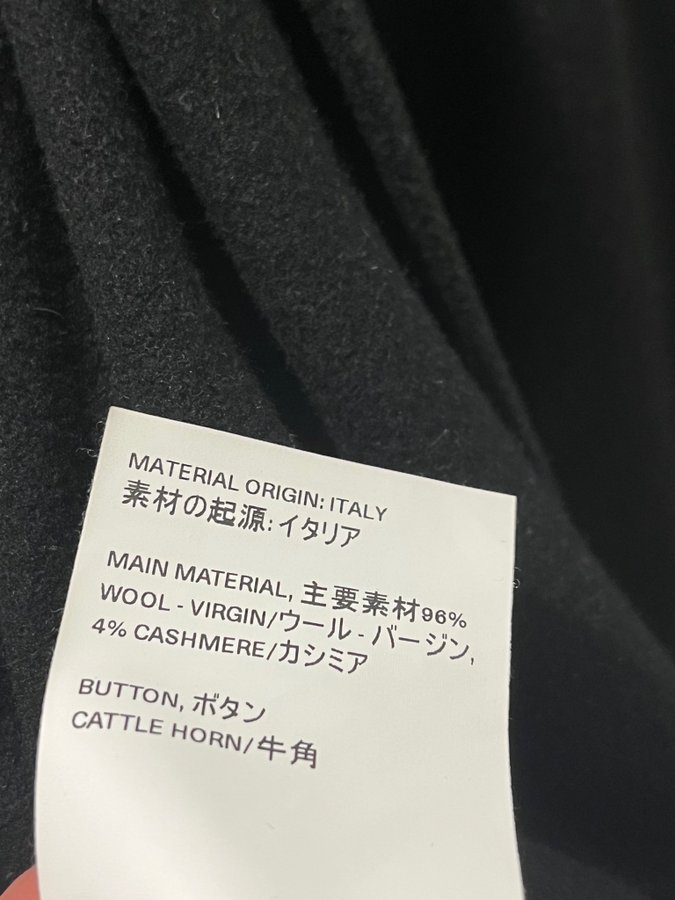 MATERIAL ORIGIN: ITALY
素材の起源:イタリア
MAIN MATERIAL, 主要素材96%
WOOL - VIRGIN/ウール - バージン,
4% CASHMERE/カシミア
BUTTON, ボタン
CATTLE HORN/牛角